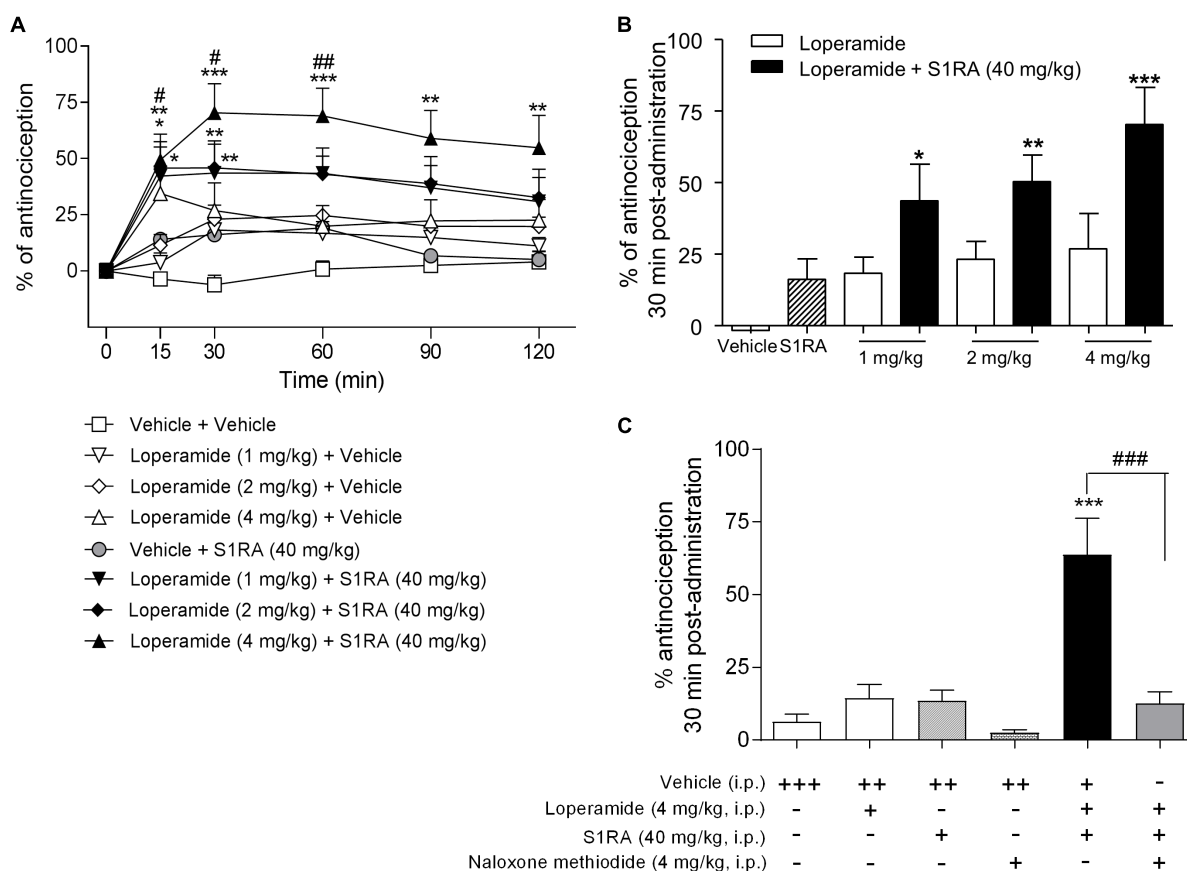 A
% of antinociception
100
75
50
25
0
#
**
*
*
#
***
**
**
##
***
**
**
0 15 30 60 90 120
Time (min)
Vehicle + Vehicle
Loperamide (1 mg/kg) + Vehicle
Loperamide (2 mg/kg) + Vehicle
Loperamide (4 mg/kg) + Vehicle
Vehicle + S1RA (40 mg/kg)
Loperamide (1 mg/kg) + S1RA (40 mg/kg)
Loperamide (2 mg/kg) + S1RA (40 mg/kg)
Loperamide (4 mg/kg) + S1RA (40 mg/kg)
B
% of antinociception
30 min post-administration
100
75
50
25
0
Loperamide
Loperamide + S1RA (40 mg/kg)
*
**
***
Vehicle S1RA
1 mg/kg 2 mg/kg 4 mg/kg
C
% antinociception
30 min post-administration
100
75
50
25
0
###
***
Vehicle (i.p.) +++ ++ ++ ++ + -
Loperamide (4 mg/kg, i.p.) - + - - + +
S1RA (40 mg/kg, i.p.) - - + - + +
Naloxone methiodide (4 mg/kg, i.p.) - - - + - +